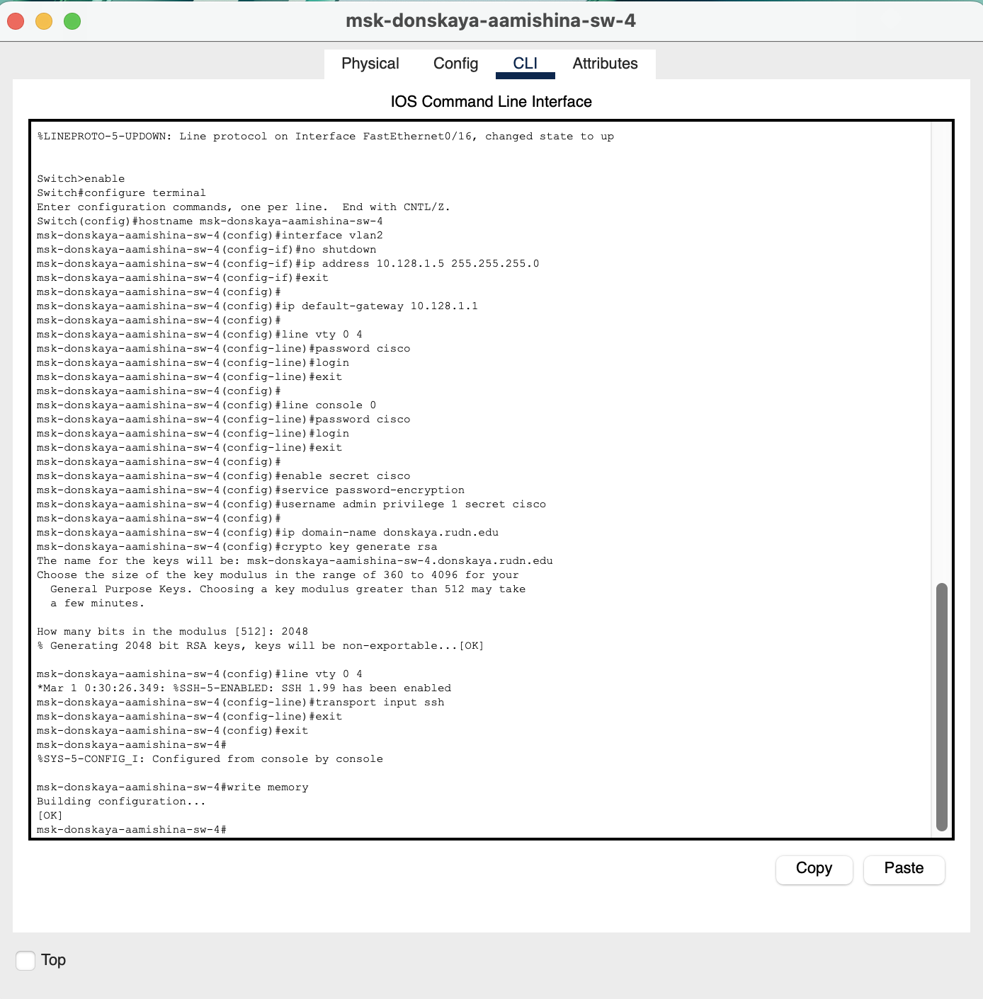 msk-donskaya-aamishina-sw-4
Physical Config CLI Attributes
IOS Command Line Interface
%LINEPROTO-5-UPDOWN: Line protocol on Interface FastEthernet0/16, changed state to up
Switch>enable
Switch#configure terminal
Enter configuration commands, one per line.  End with CNTL/Z.
Switch(config)#hostname msk-donskaya-aamishina-sw-4
msk-donskaya-aamishina-sw-4(config)#interface vlan2
msk-donskaya-aamishina-sw-4(config-if)#no shutdown
msk-donskaya-aamishina-sw-4(config-if)#ip address 10.128.1.5 255.255.255.0
msk-donskaya-aamishina-sw-4(config-if)#exit
msk-donskaya-aamishina-sw-4(config)#
msk-donskaya-aamishina-sw-4(config)#ip default-gateway 10.128.1.1
msk-donskaya-aamishina-sw-4(config)#
msk-donskaya-aamishina-sw-4(config)#line vty 0 4
msk-donskaya-aamishina-sw-4(config-line)#password cisco
msk-donskaya-aamishina-sw-4(config-line)#login
msk-donskaya-aamishina-sw-4(config-line)#exit
msk-donskaya-aamishina-sw-4(config)#
msk-donskaya-aamishina-sw-4(config)#line console 0
msk-donskaya-aamishina-sw-4(config-line)#password cisco
msk-donskaya-aamishina-sw-4(config-line)#login
msk-donskaya-aamishina-sw-4(config-line)#exit
msk-donskaya-aamishina-sw-4(config)#
msk-donskaya-aamishina-sw-4(config)#enable secret cisco
msk-donskaya-aamishina-sw-4(config)#service password-encryption
msk-donskaya-aamishina-sw-4(config)#username admin privilege 1 secret cisco
msk-donskaya-aamishina-sw-4(config)#
msk-donskaya-aamishina-sw-4(config)#ip domain-name donskaya.rudn.edu
msk-donskaya-aamishina-sw-4(config)#crypto key generate rsa
The name for the keys will be: msk-donskaya-aamishina-sw-4.donskaya.rudn.edu
Choose the size of the key modulus in the range of 360 to 4096 for your
  General Purpose Keys. Choosing a key modulus greater than 512 may take
  a few minutes.
How many bits in the modulus [512]: 2048
% Generating 2048 bit RSA keys, keys will be non-exportable...[OK]
msk-donskaya-aamishina-sw-4(config)#line vty 0 4
*Mar 1 0:30:26.349: %SSH-5-ENABLED: SSH 1.99 has been enabled
msk-donskaya-aamishina-sw-4(config-line)#transport input ssh
msk-donskaya-aamishina-sw-4(config-line)#exit
msk-donskaya-aamishina-sw-4(config)#exit
msk-donskaya-aamishina-sw-4#
%SYS-5-CONFIG_I: Configured from console by console
msk-donskaya-aamishina-sw-4#write memory
Building configuration...
[OK]
msk-donskaya-aamishina-sw-4#
Copy Paste
Top